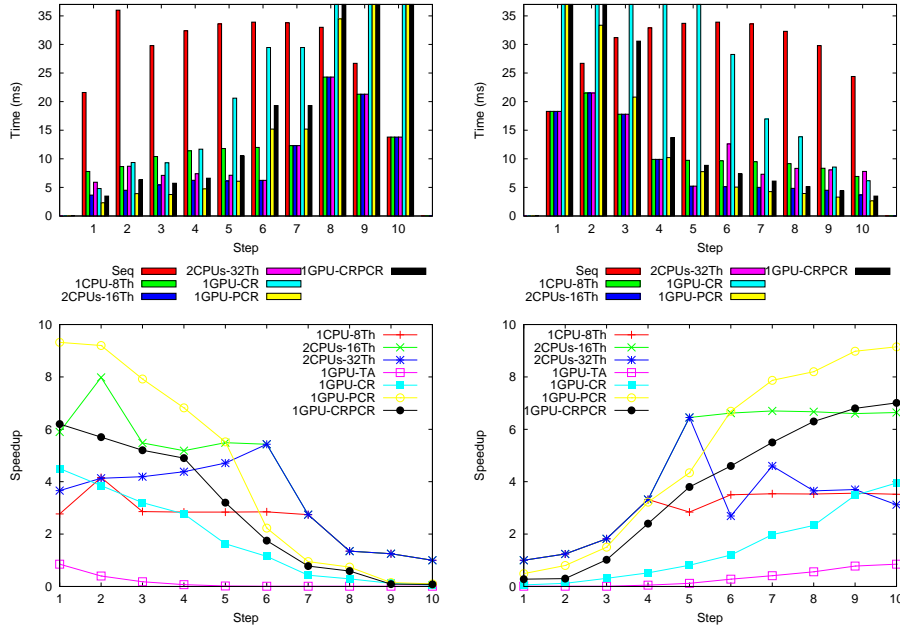 35
30
25
20
15
10
5
0
Time (ms)
1 2 3 4 5 6 7 8 9 10
Step
Seq
1CPU-8Th
2CPUs-16Th
2CPUs-32Th
1GPU-CR
1GPU-PCR
1GPU-CRPCR
35
30
25
20
15
10
5
0
Time (ms)
1 2 3 4 5 6 7 8 9 10
Step
Seq
1CPU-8Th
2CPUs-16Th
2CPUs-32Th
1GPU-CR
1GPU-PCR
1GPU-CRPCR
10
8
6
4
2
0
Speedup
1 2 3 4 5 6 7 8 9 10
Step
1CPU-8Th
2CPUs-16Th
2CPUs-32Th
1GPU-TA
1GPU-CR
1GPU-PCR
1GPU-CRPCR
10
8
6
4
2
0
Speedup
1 2 3 4 5 6 7 8 9 10
Step
1CPU-8Th
2CPUs-16Th
2CPUs-32Th
1GPU-TA
1GPU-CR
1GPU-PCR
1GPU-CRPCR